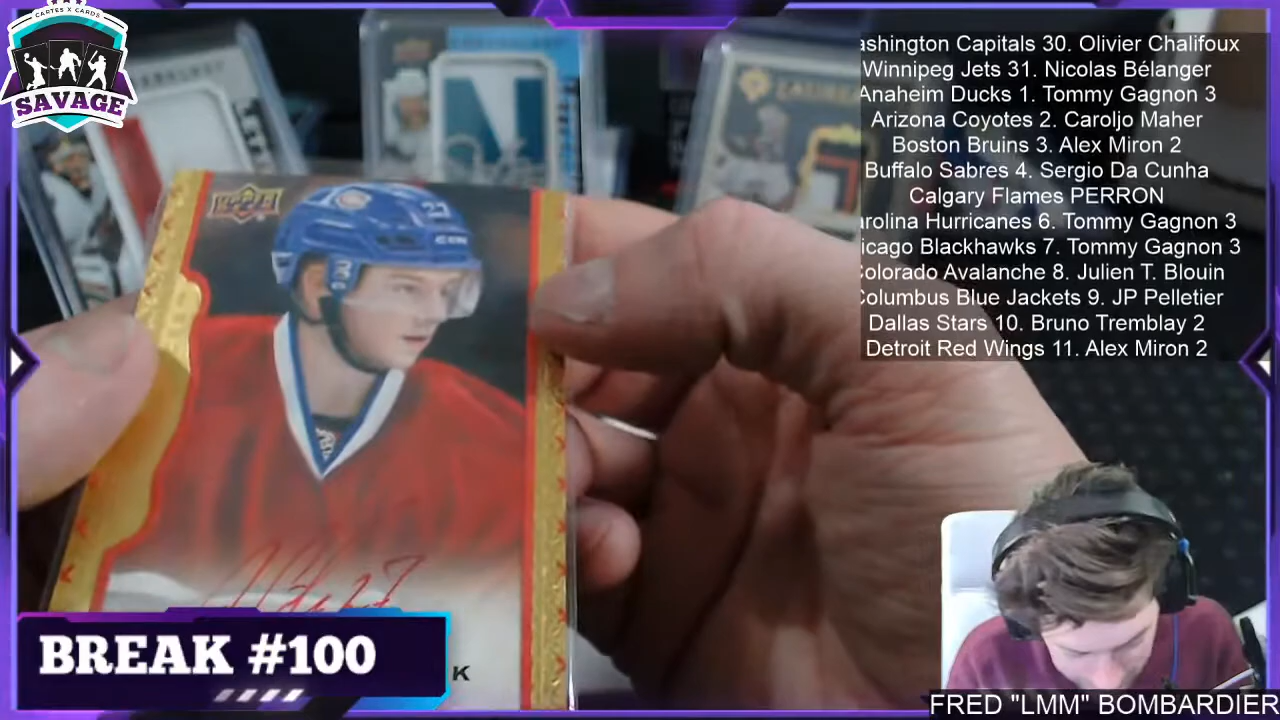 CARTES X CARDS
SAVAGE
ashington Capitals 30. Olivier Chalifoux
Winnipeg Jets 31. Nicolas Bélanger
Anaheim Ducks 1. Tommy Gagnon 3
Arizona Coyotes 2. Caroljo Maher
Boston Bruins 3. Alex Miron 2
Buffalo Sabres 4. Sergio Da Cunha
Calgary Flames PERRON
arolina Hurricanes 6. Tommy Gagnon 3
icago Blackhawks 7. Tommy Gagnon 3
Colorado Avalanche 8. Julien T. Blouin
Columbus Blue Jackets 9. JP Pelletier
Dallas Stars 10. Bruno Tremblay 2
Detroit Red Wings 11. Alex Miron 2
27
CCM
BREAK #100
K
FRED "LMM" BOMBARDIER